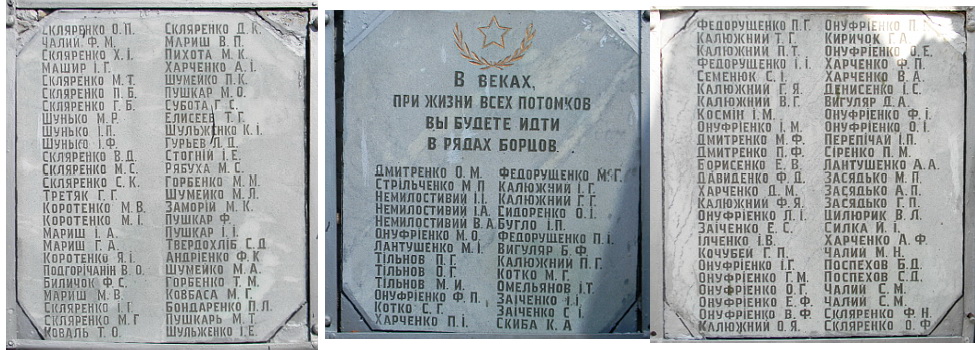 Скляренко О.П.
Чалий Ф.М.
Скляренко Х.І.
Машир І.Г.
Скляренко М.Т.
Скляренко П.Б.
Скляренко Г.Б.
Шунько М.Р.
Шунько І.П.
Шунько І.Ф.
Скляренко В.Д.
Скляренко М.С.
Скляренко С.К.
Третяк Г.Г.
Коротенко М.В.
Коротенко М.І.
Мариш І.А.
Мариш Г.А.
Коротенко Я.І.
Подгорічанін В.О.
Биличок Ф.С.
Мариш М.В.
Скляренко І.І.
Скляренко М.Г
Коваль Т.О.
Скляренко Д.К.
Мариш В.П.
Пихота М.К.
Харченко А.І.
Шумейко П.К.
Пушкар М.О.
Субота Г.С.
Елисеев Т.Г.
Шульженко К.І.
Гурьев Л.Д.
Стогній І.Е.
Рябуха М.С.
Горбенко М.М.
Шумейко М.Л.
Заморій М.К.
Пушкар Ф.
Пушкар І.І.
Твердохліб С.Д
Андрієнко Ф.К
Шумейко М.А.
Горбенко Т.М.
Ковбаса М.Г.
Бондаренко П.Л.
Пушкарь М.Т.
Шульженко І.Е.
В веках,
при жизни всех потомков
вы будете идти
в рядах борцов.
Дмитренко О.М.
Стрільченко М.П
Немилостивий І.І.
Немилостивий І.А.
Немилостивий В.А.
Онуфрієнко М.О.
Лантушенко М.І.
Тільнов П.Г.
Тільнов О.Г.
Тільнов М.И.
Онуфрієнко Ф.П.
Котко С.Г.
Харченко П.І.
Федорущенко М.Г.
Калюжний І.Г.
Калюжний Г.Г.
Сидоренко О.І.
Бугло І.П.
Федорущенко П.І.
Вигуляр Б.Ф.
Калюжний П.Г.
Котко М.Г.
Омельянов І.Т.
Заіченко І.І.
Заіченко С.І.
Скиба К.А
Федорущенко П.Г.
Калюжний Т.Г.
Калюжний П.Т.
Федорущенко І.І.
Семенюк С.І.
Калюжний Г.Я.
Калюжний В.Г.
Космін І.М.
Онуфрієнко І.М.
Дмитренко М.Ф.
Дмитренко П.Ф.
Борисенко Е.В.
Давиденко Ф.Д.
Харченко Д.М.
Калюжний Ф.Я.
Онуфрієнко Л.І.
Заіченко Е.С.
Ілченко І.В.
Кочубей Г.П.
Онуфрієнко І.Г.
Онуфрієнко Г.М.
Онуфрієнко О.Г.
Онуфрієнко Е.Ф.
Онуфрієнко В.Ф.
Калюжний О.Я.
Онуфрієнко П.
Киричок Г.А
Онуфрієнко О.Е.
Харченко Ф.П.
Харченко В.А.
Денисенко І.С.
Вигуляр Д.А.
Онуфрієнко Ф.І.
Онуфрієнко О.І.
Перепічай І.П.
Сіренко П.М.
Лантушенко А.А.
Засядько М.П.
Засядько А.П.
Засядько Г.П.
Цилюрик В.Л.
Силка Й.І.
Харченко А.Ф.
Чалий М.Н.
Поспехов Б.Д.
Поспехов С.Д.
Чалий С.М.
Чалий С.М.
Скляренко Ф.Н.
Скляренко О.Ф.